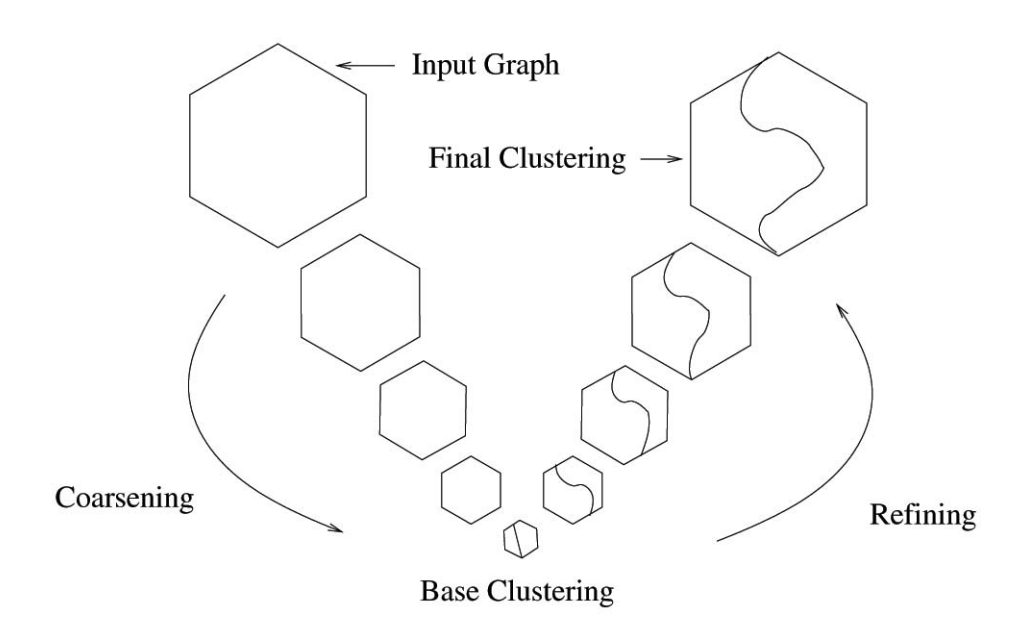 Input Graph
Final Clustering
Coarsening
Refining
Base Clustering